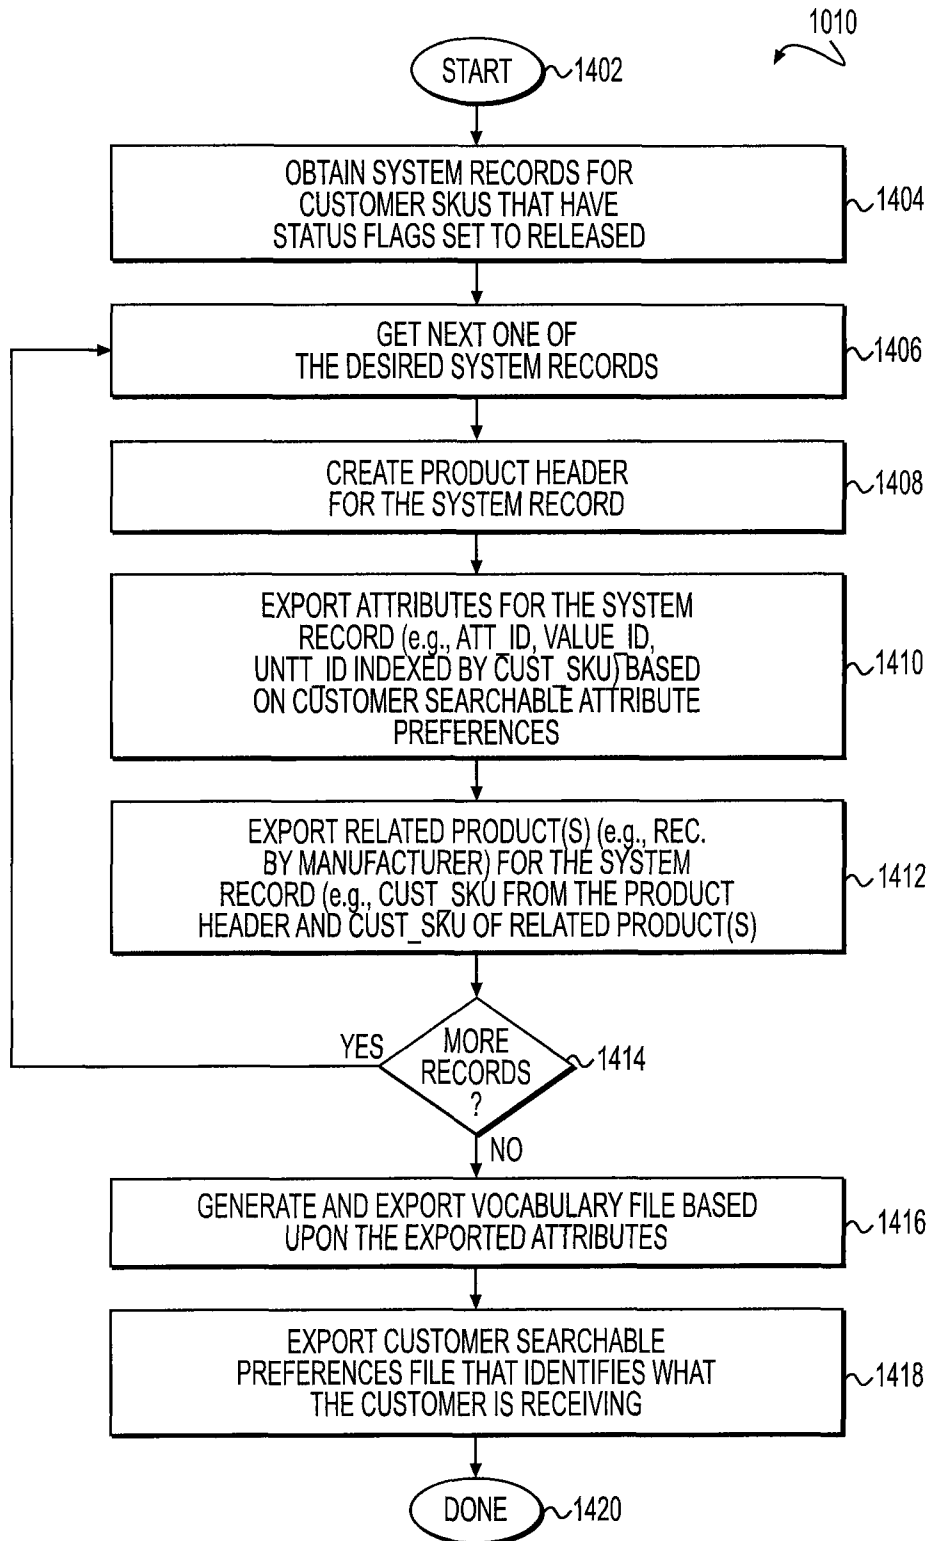 1010
START
1402
OBTAIN SYSTEM RECORDS FOR
CUSTOMER SKUS THAT HAVE
STATUS FLAGS SET TO RELEASED
1404
GET NEXT ONE OF
THE DESIRED SYSTEM RECORDS
1406
CREATE PRODUCT HEADER
FOR THE SYSTEM RECORD
1408
EXPORT ATTRIBUTES FOR THE SYSTEM
RECORD (e.g., ATT_ID, VALUE_ID,
UNTT_ID INDEXED BY CUST_SKU) BASED
ON CUSTOMER SEARCHABLE ATTRIBUTE
PREFERENCES
1410
EXPORT RELATED PRODUCT(S) (e.g., REC.
BY MANUFACTURER) FOR THE SYSTEM
RECORD (e.g., CUST_SKU FROM THE PRODUCT
HEADER AND CUST_SKU OF RELATED PRODUCT(S)
1412
YES
MORE
RECORDS
?
1414
NO
GENERATE AND EXPORT VOCABULARY FILE BASED
UPON THE EXPORTED ATTRIBUTES
1416
EXPORT CUSTOMER SEARCHABLE
PREFERENCES FILE THAT IDENTIFIES WHAT
THE CUSTOMER IS RECEIVING
1418
DONE
1420